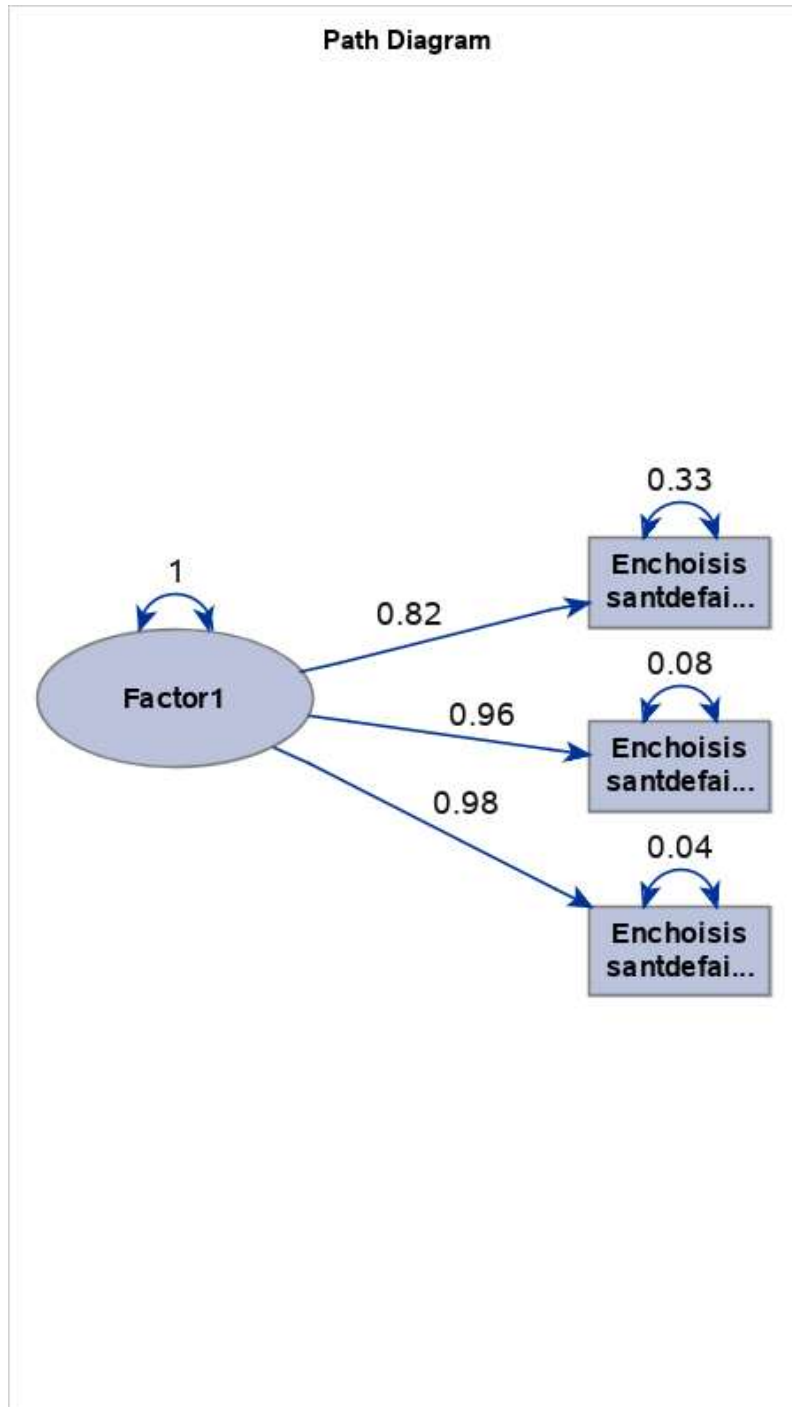 Path Diagram
0.33
Enchoisis
santdefai...
1
0.82
Factor1
0.08
0.96
Enchoisis
santdefai...
0.98
0.04
Enchoisis
santdefai...